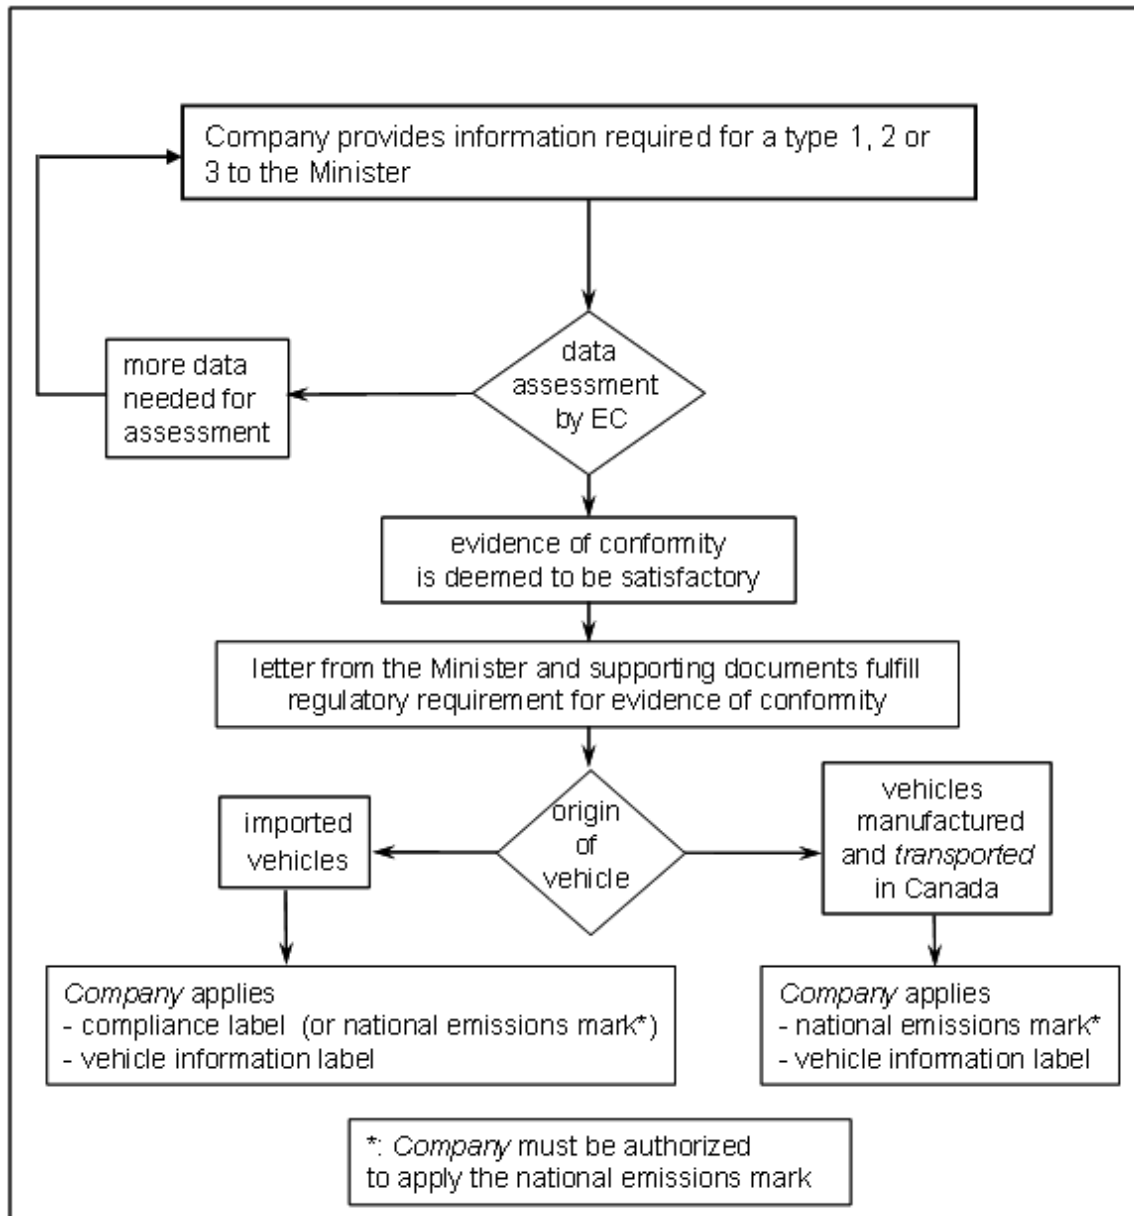 Company provides information required for a type 1, 2 or
3 to the Minister
more data
needed for
assessment
data
assessment
by EC
evidence of conformity
is deemed to be satisfactory
letter from the Minister and supporting documents fulfill
regulatory requirement for evidence of conformity
imported
vehicles
origin
of
vehicle
vehicles
manufactured
and transported
in Canada
Company applies
- compliance label (or national emissions mark*)
- vehicle information label
Company applies
- national emissions mark*
- vehicle information label
*: Company must be authorized
to apply the national emissions mark